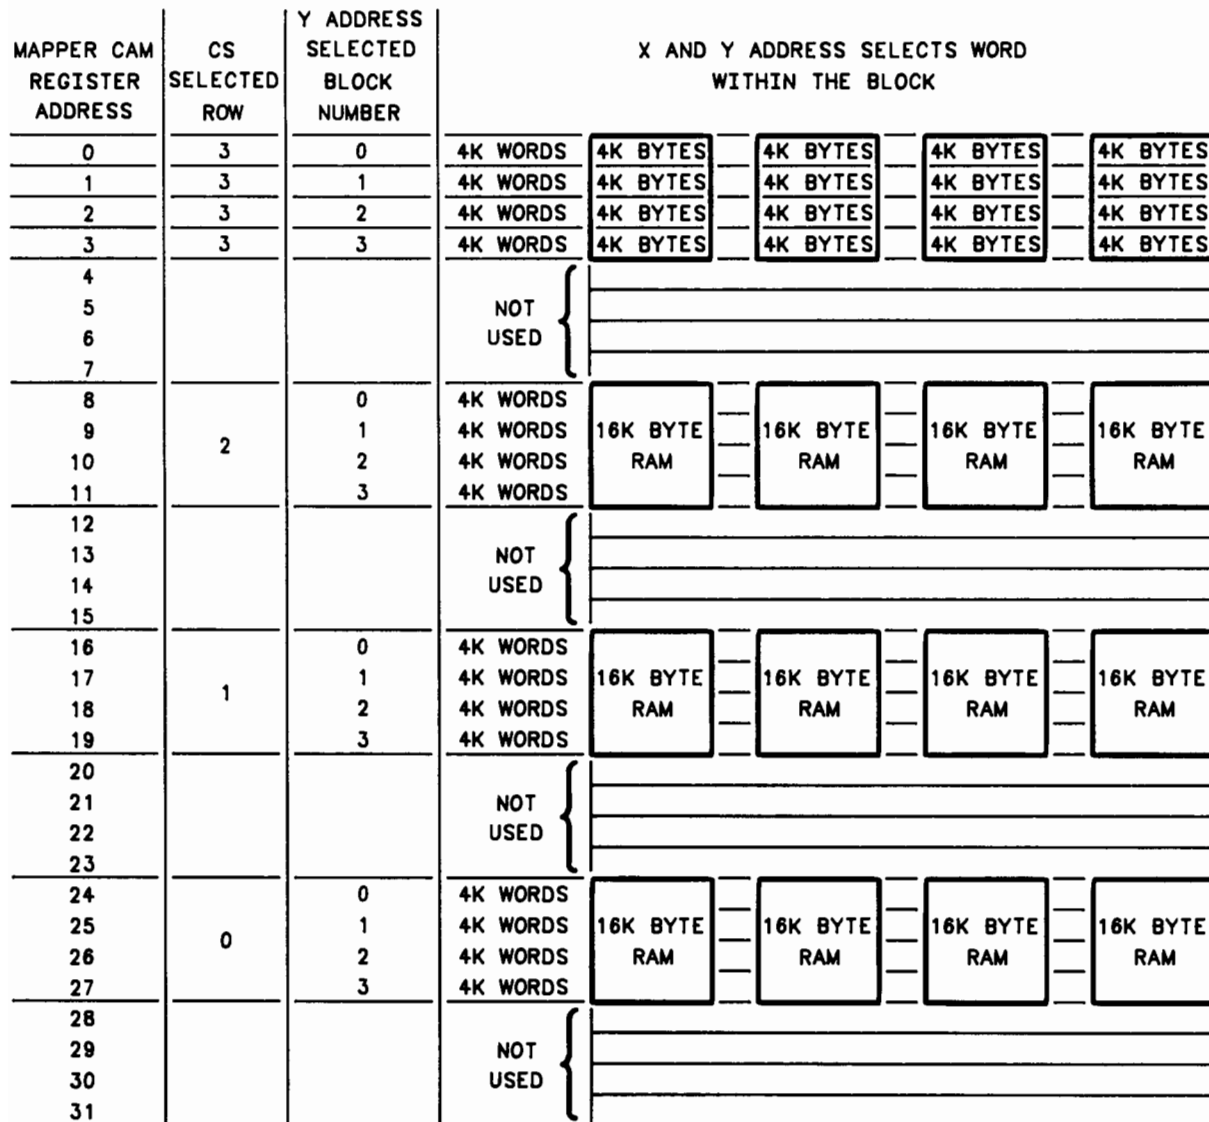 Y ADDRESS
MAPPER CAM CS SELECTED X AND Y ADDRESS SELECTS WORD
REGISTER SELECTED BLOCK WITHIN THE BLOCK
ADDRESS ROW NUMBER
0 3 0 4K WORDS 4K BYTES 4K BYTES 4K BYTES 4K BYTES
1 3 1 4K WORDS 4K BYTES 4K BYTES 4K BYTES 4K BYTES
2 3 2 4K WORDS 4K BYTES 4K BYTES 4K BYTES 4K BYTES
3 3 3 4K WORDS 4K BYTES 4K BYTES 4K BYTES 4K BYTES
4
5 NOT
6 USED
7
8 0 4K WORDS
9 1 4K WORDS 16K BYTE 16K BYTE 16K BYTE 16K BYTE
2
10 2 4K WORDS RAM RAM RAM RAM
11 3 4K WORDS
12
13 NOT
14 USED
15
16 0 4K WORDS
17 1 4K WORDS 16K BYTE 16K BYTE 16K BYTE 16K BYTE
1
18 2 4K WORDS RAM RAM RAM RAM
19 3 4K WORDS
20
21 NOT
22 USED
23
24 0 4K WORDS
25 1 4K WORDS 16K BYTE 16K BYTE 16K BYTE 16K BYTE
0
26 2 4K WORDS RAM RAM RAM RAM
27 3 4K WORDS
28
29 NOT
30 USED
31